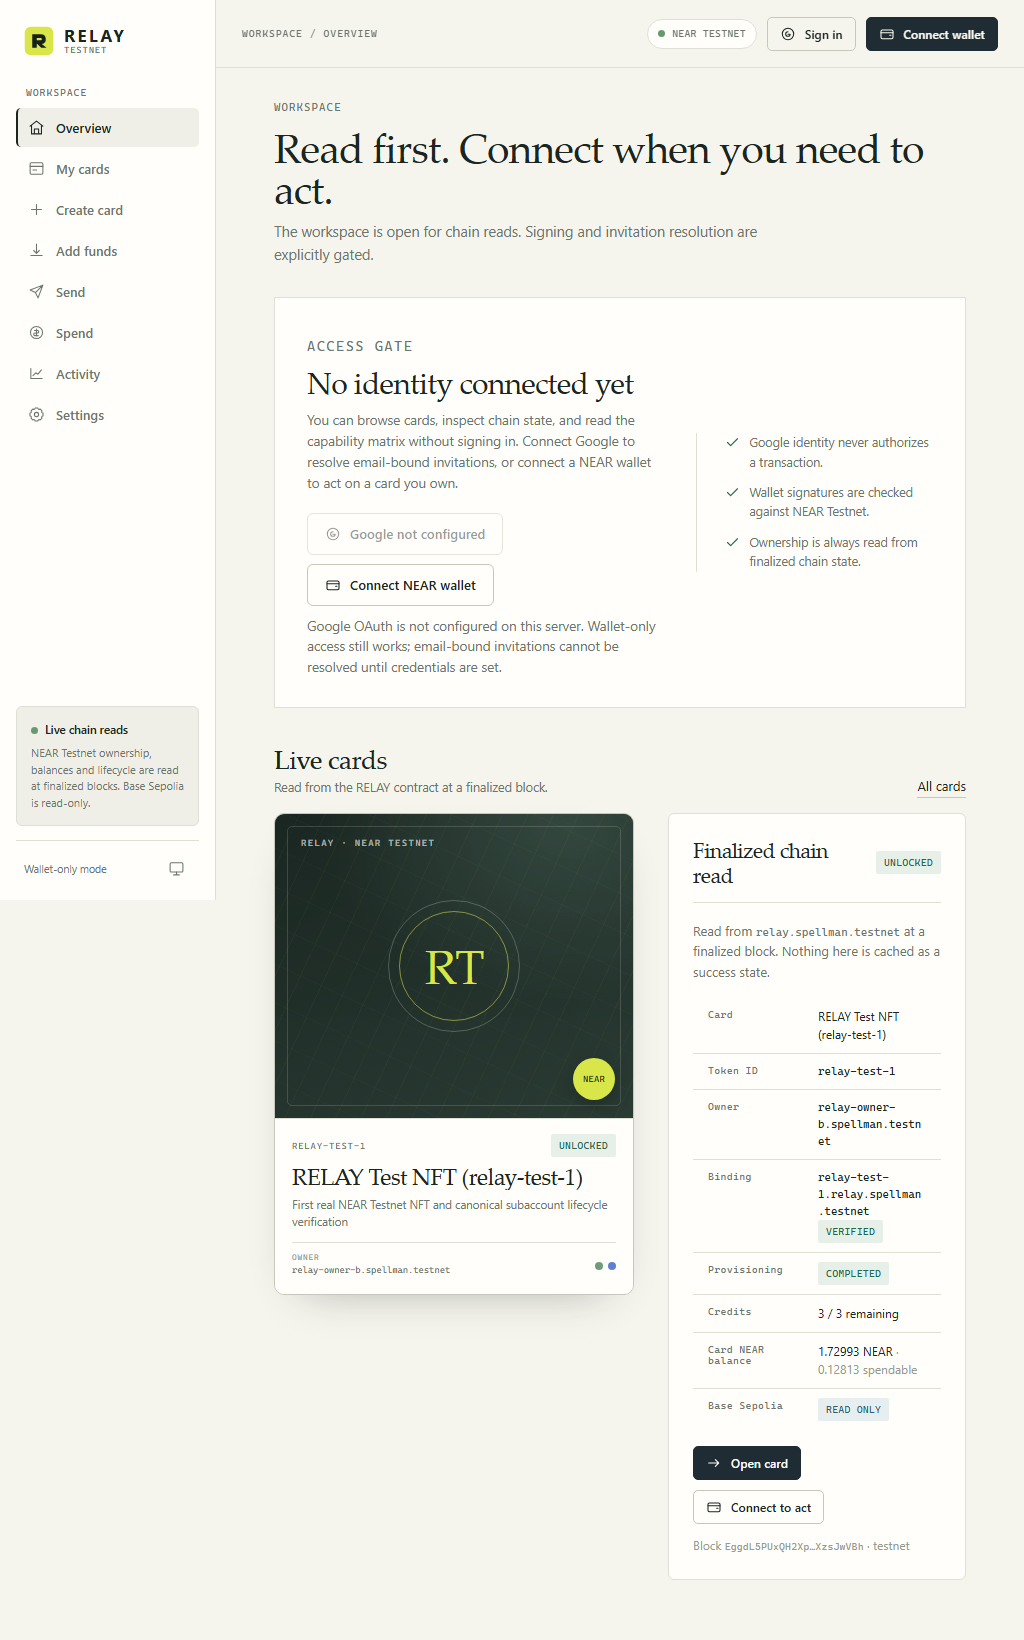 RELAY
TESTNET
WORKSPACE
Overview
My cards
Create card
Add funds
Send
Spend
Activity
Settings
Live chain reads
NEAR Testnet ownership,
balances and lifecycle are read
at finalized blocks. Base Sepolia
is read-only.
Wallet-only mode
WORKSPACE / OVERVIEW
NEAR TESTNET
Sign in
Connect wallet
WORKSPACE
Read first. Connect when you need to
act.
The workspace is open for chain reads. Signing and invitation resolution are
explicitly gated.
ACCESS GATE
No identity connected yet
You can browse cards, inspect chain state, and read the
capability matrix without signing in. Connect Google to
resolve email-bound invitations, or connect a NEAR wallet
to act on a card you own.
Google not configured
Connect NEAR wallet
Google OAuth is not configured on this server. Wallet-only
access still works; email-bound invitations cannot be
resolved until credentials are set.
Google identity never authorizes
a transaction.
Wallet signatures are checked
against NEAR Testnet.
Ownership is always read from
finalized chain state.
Live cards
Read from the RELAY contract at a finalized block.
All cards
RELAY · NEAR TESTNET
RT
NEAR
RELAY-TEST-1
UNLOCKED
RELAY Test NFT (relay-test-1)
First real NEAR Testnet NFT and canonical subaccount lifecycle
verification
OWNER
relay-owner-b.spellman.testnet
Finalized chain
read
UNLOCKED
Read from relay.spellman.testnet at a
finalized block. Nothing here is cached as a
success state.
Card
RELAY Test NFT
(relay-test-1)
Token ID
relay-test-1
Owner
relay-owner-
b.spellman.testn
et
Binding
relay-test-
1.relay.spellman
.testnet
VERIFIED
Provisioning
COMPLETED
Credits
3 / 3 remaining
Card NEAR
balance
1.72993 NEAR ·
0.12813 spendable
Base Sepolia
READ ONLY
Open card
Connect to act
Block EggdL5PUxQH2Xp…XzsJwVBh · testnet